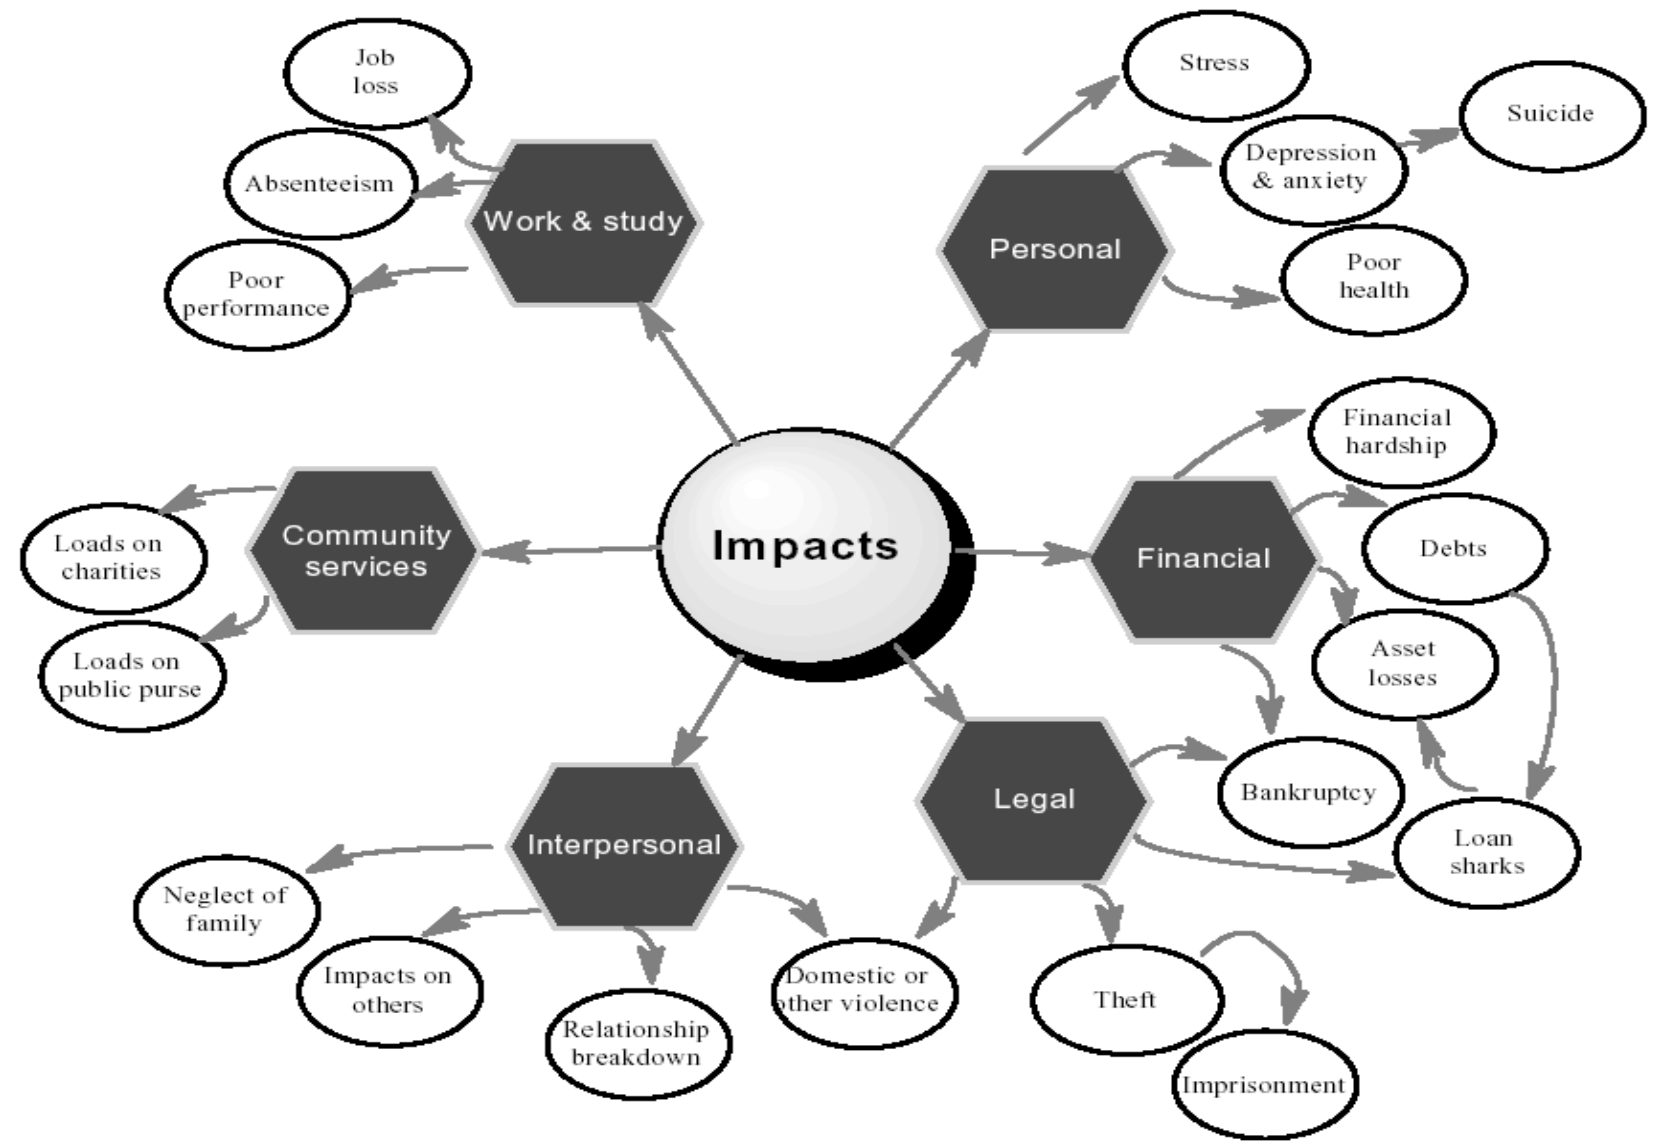 Job
loss
Absenteeism
Poor
performance
Work & study
Stress
Depression
& anxiety
Suicide
Poor
health
Personal
Impacts
Community
services
Loads on
charities
Loads on
public purse
Financial
Financial
hardship
Debts
Asset
losses
Bankruptcy
Loan
sharks
Legal
Theft
Imprisonment
Domestic or
other violence
Interpersonal
Neglect of
family
Impacts on
others
Relationship
breakdown